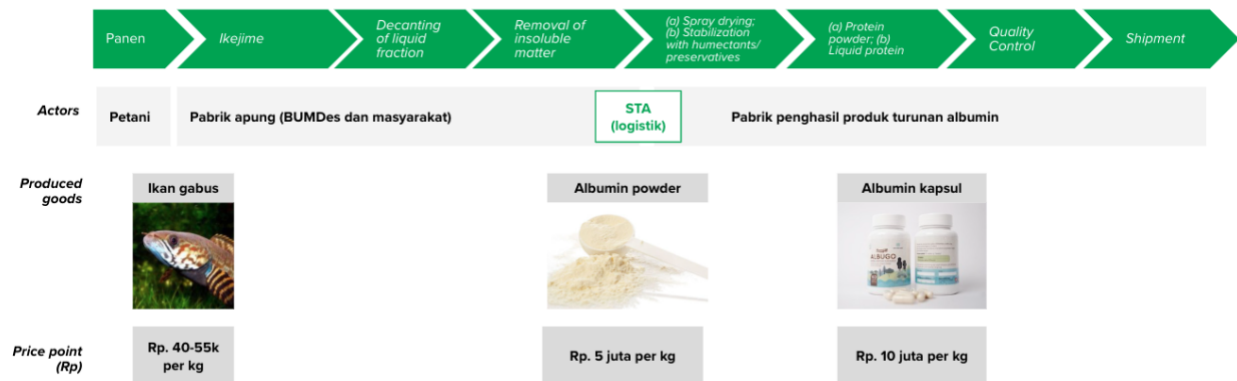 Panen
Ikejime
Decanting
of liquid
fraction
Removal of
insoluble
matter
(a) Spray drying;
(b) Stabilization
with humectants/
preservatives
(a) Protein
powder; (b)
Liquid protein
Quality
Control
Shipment
Actors
Petani
Pabrik apung (BUMDes dan masyarakat)
STA
(logistik)
Pabrik penghasil produk turunan albumin
Produced
goods
Ikan gabus
Albumin powder
Albumin kapsul
ALBUGO
Price point
(Rp)
Rp. 40-55k
per kg
Rp. 5 juta per kg
Rp. 10 juta per kg